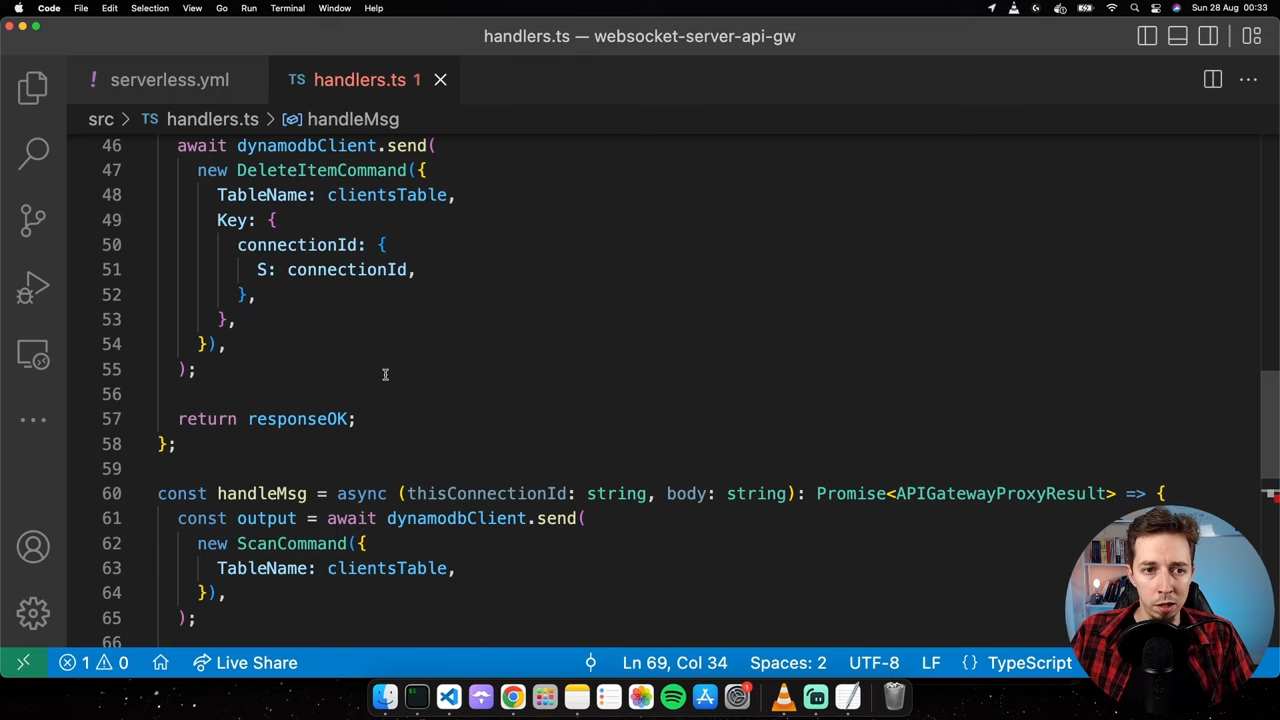 Code File Edit Selection View Go Run Terminal Window Help Sun 28 Aug 00:33
handlers.ts — websocket-server-api-gw
! serverless.yml TS handlers.ts 1
src > TS handlers.ts > handleMsg
46 await dynamodbClient.send(
47 new DeleteItemCommand({
48 TableName: clientsTable,
49 Key: {
50 connectionId: {
51 S: connectionId,
52 },
53 },
54 }),
55 );
56
57 return responseOK;
58 };
59
60 const handleMsg = async (thisConnectionId: string, body: string): Promise<APIGatewayProxyResult> => {
61 const output = await dynamodbClient.send(
62 new ScanCommand({
63 TableName: clientsTable,
64 }),
65 );
66
1 0 Live Share Ln 69, Col 34 Spaces: 2 UTF-8 LF {} TypeScript